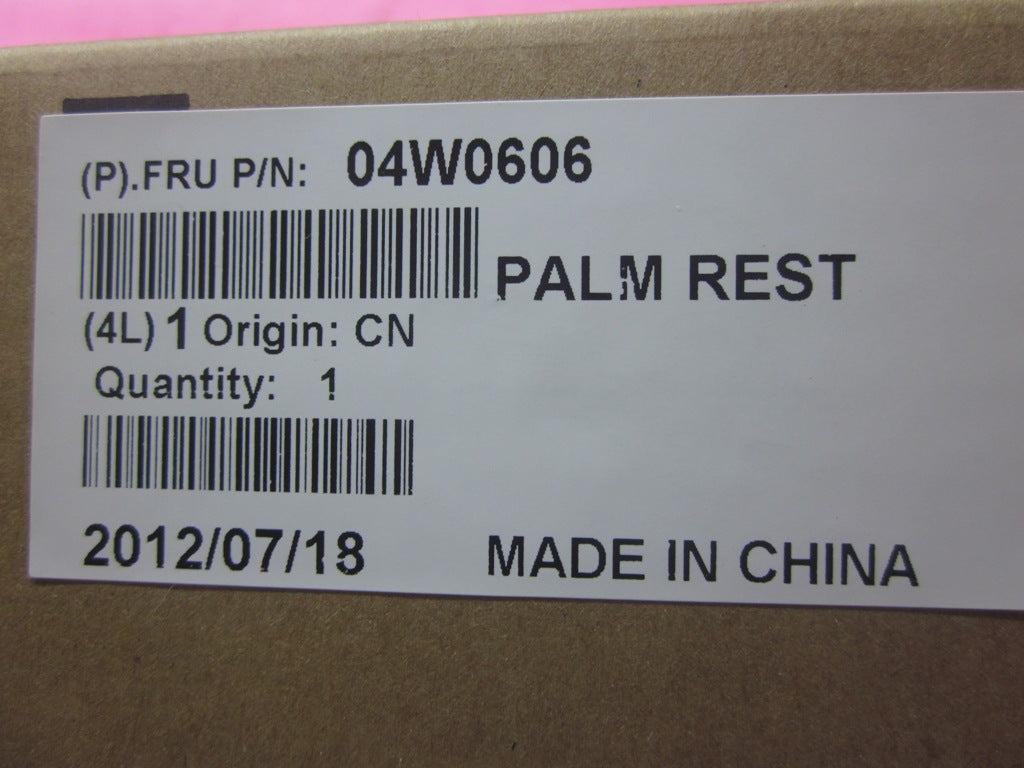 (P).FRU P/N: 04W0606
PALM REST
(4L) 1 Origin: CN
Quantity: 1
2012/07/18 MADE IN CHINA